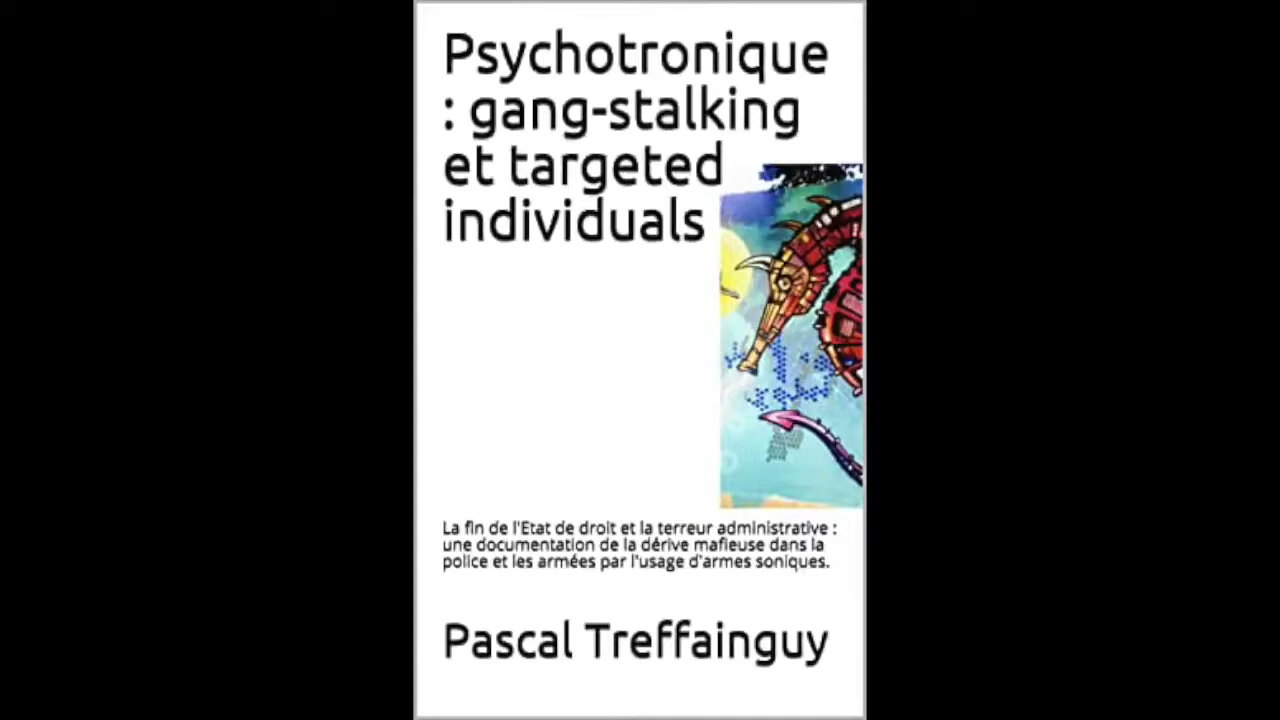 Psychotronique
: gang-stalking
et targeted
individuals
La fin de l'Etat de droit et la terreur administrative :
une documentation de la dérive mafieuse dans la
police et les armées par l'usage d'armes soniques.
Pascal Treffainguy